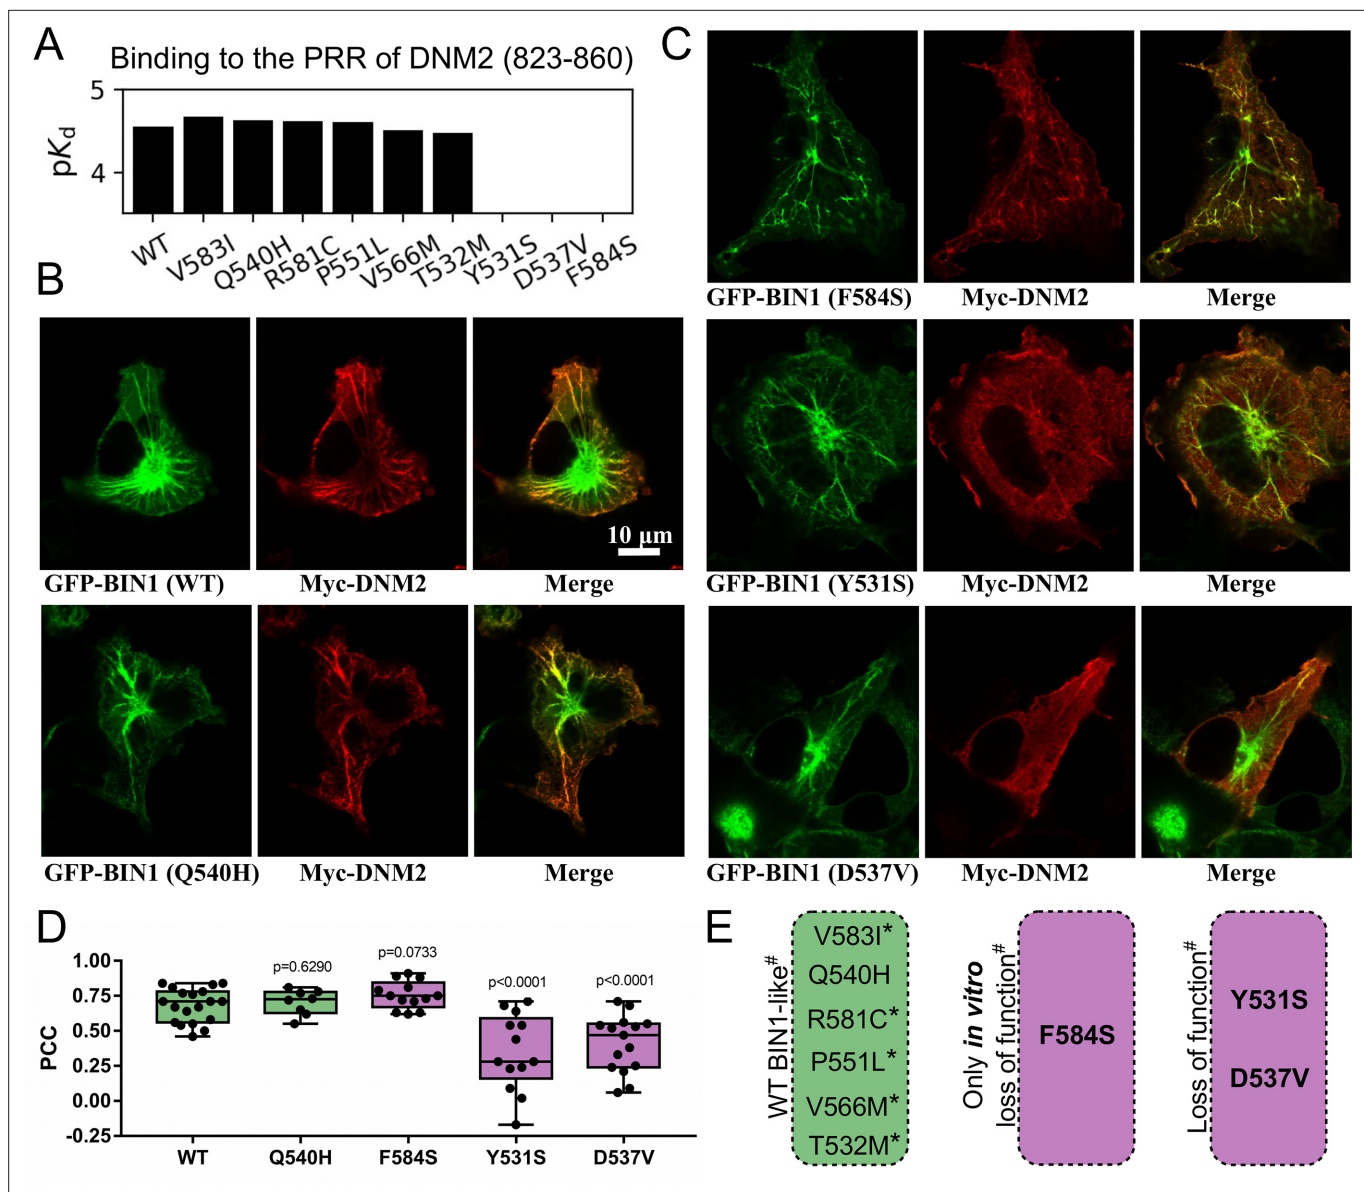 A
Binding to the PRR of DNM2 (823-860)
5
4
pKd
WT
V583I
Q540H
R581C
P551L
V566M
T532M
Y531S
D537V
F584S
B
10 µm
GFP-BIN1 (WT)
Myc-DNM2
Merge
GFP-BIN1 (Q540H)
Myc-DNM2
Merge
C
GFP-BIN1 (F584S)
Myc-DNM2
Merge
GFP-BIN1 (Y531S)
Myc-DNM2
Merge
GFP-BIN1 (D537V)
Myc-DNM2
Merge
D
PCC
1.00
0.75
0.50
0.25
0.00
-0.25
p=0.6290
p=0.0733
p<0.0001
p<0.0001
WT
Q540H
F584S
Y531S
D537V
E
WT BIN1-like#
V583I*
Q540H
R581C*
P551L*
V566M*
T532M*
Only in vitro
loss of function#
F584S
Loss of function#
Y531S
D537V